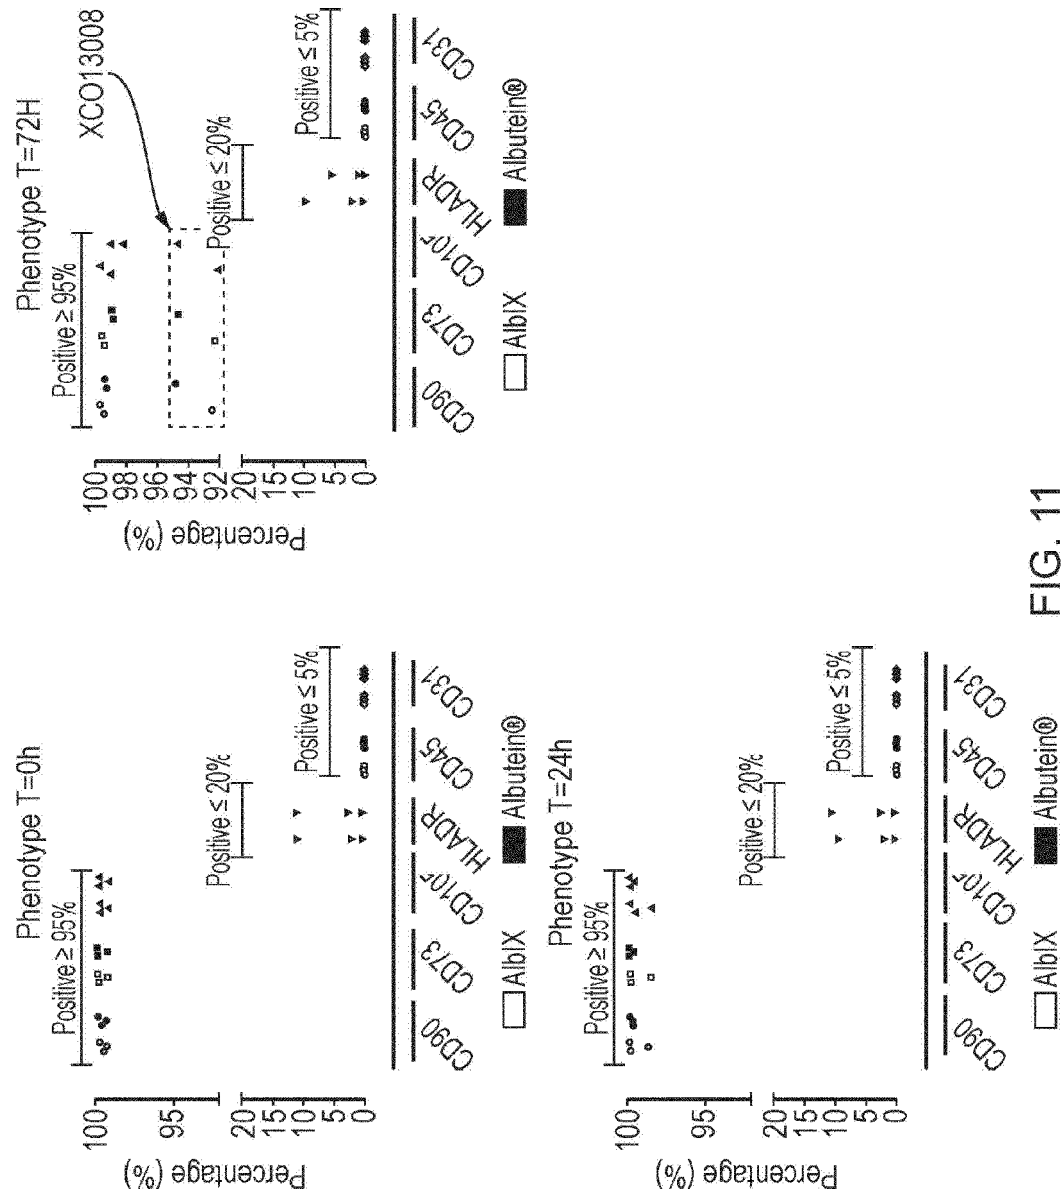 Phenotype T=0h
Positive ≥ 95%
Positive ≤ 20%
Positive ≤ 5%
Percentage (%)
100
95
20
15
10
5
0
CD90 CD73 CD105 HLADR CD45 CD31
AlbIX Albutein®
Phenotype T=24h
Positive ≥ 95%
Positive ≤ 20%
Positive ≤ 5%
Percentage (%)
100
95
20
15
10
5
0
CD90 CD73 CD105 HLADR CD45 CD31
AlbIX Albutein®
Phenotype T=72H
XCO13008
Positive ≥ 95%
Positive ≤ 20%
Positive ≤ 5%
Percentage (%)
100
98
96
94
92
20
15
10
5
0
CD90 CD73 CD105 HLADR CD45 CD31
AlbIX Albutein®
FIG. 11